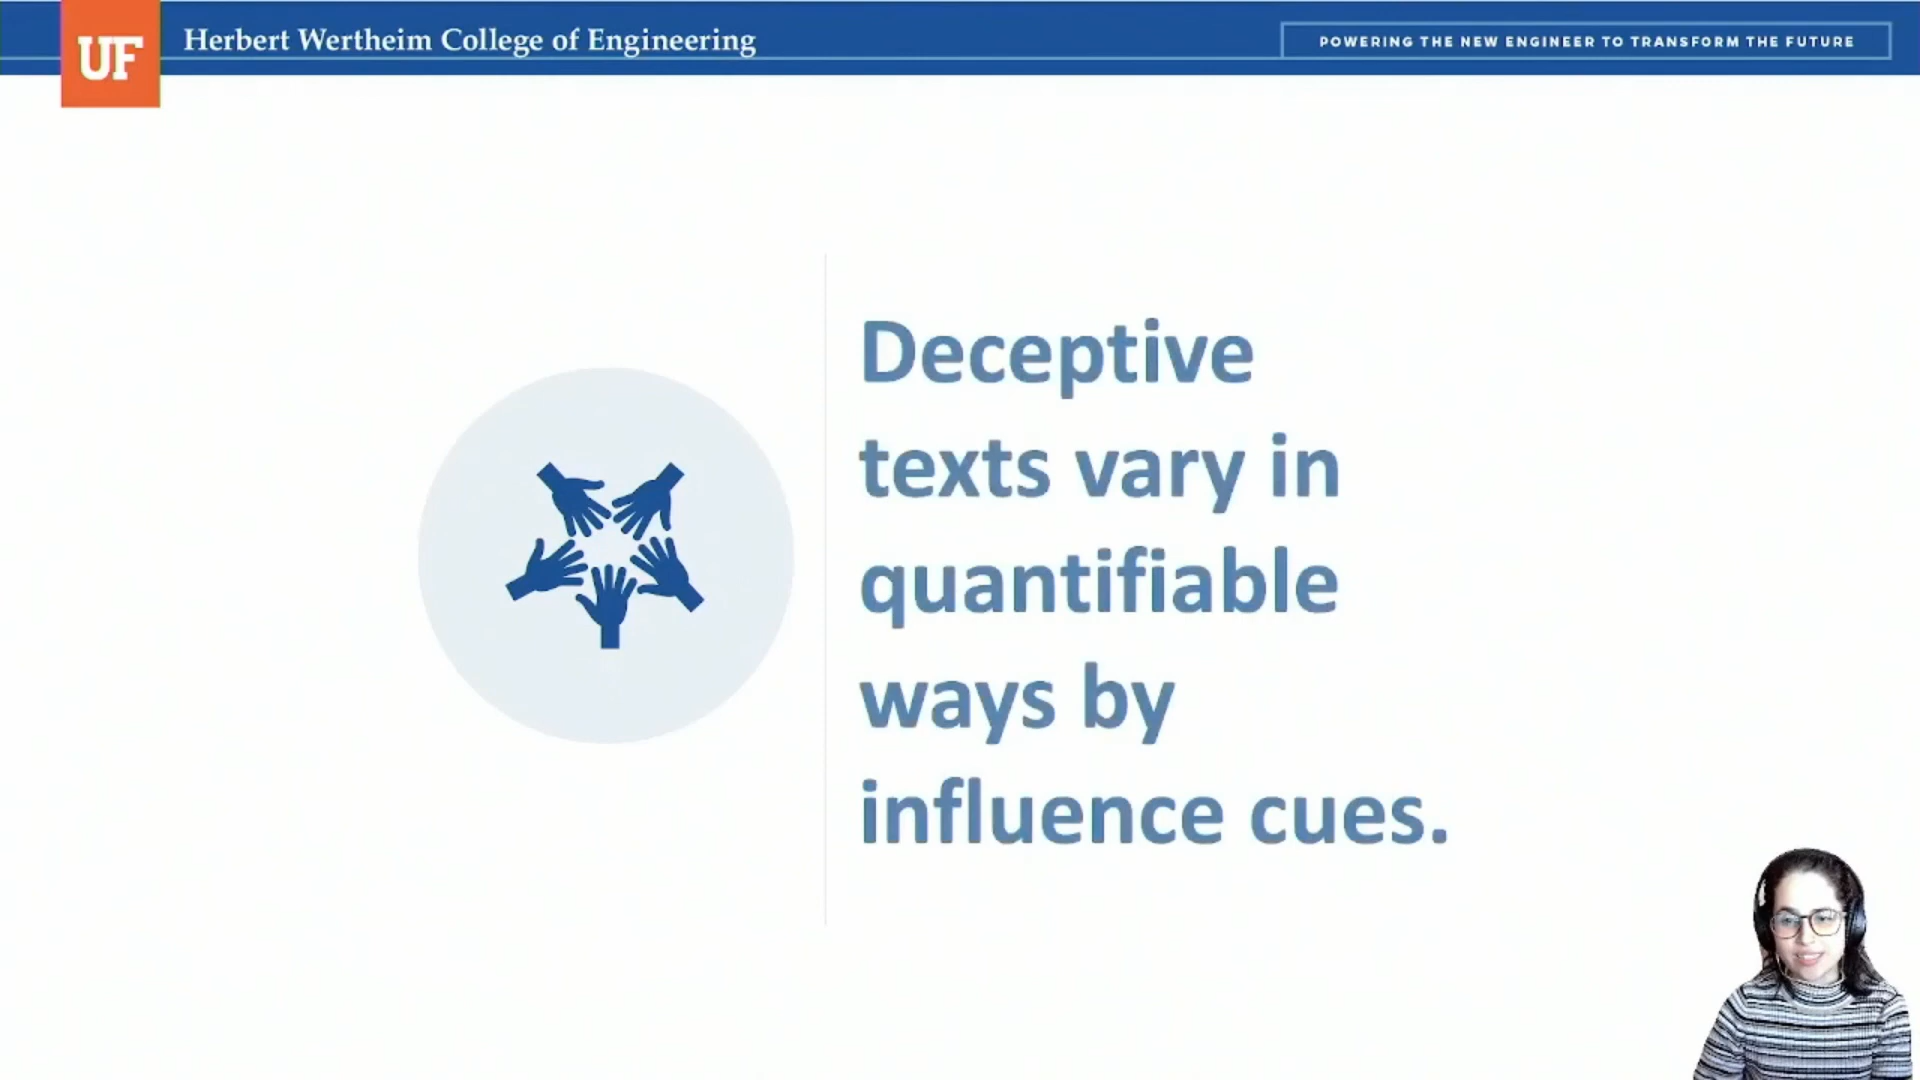 UF
Herbert Wertheim College of Engineering
POWERING THE NEW ENGINEER TO TRANSFORM THE FUTURE
Deceptive
texts vary in
quantifiable
ways by
influence cues.